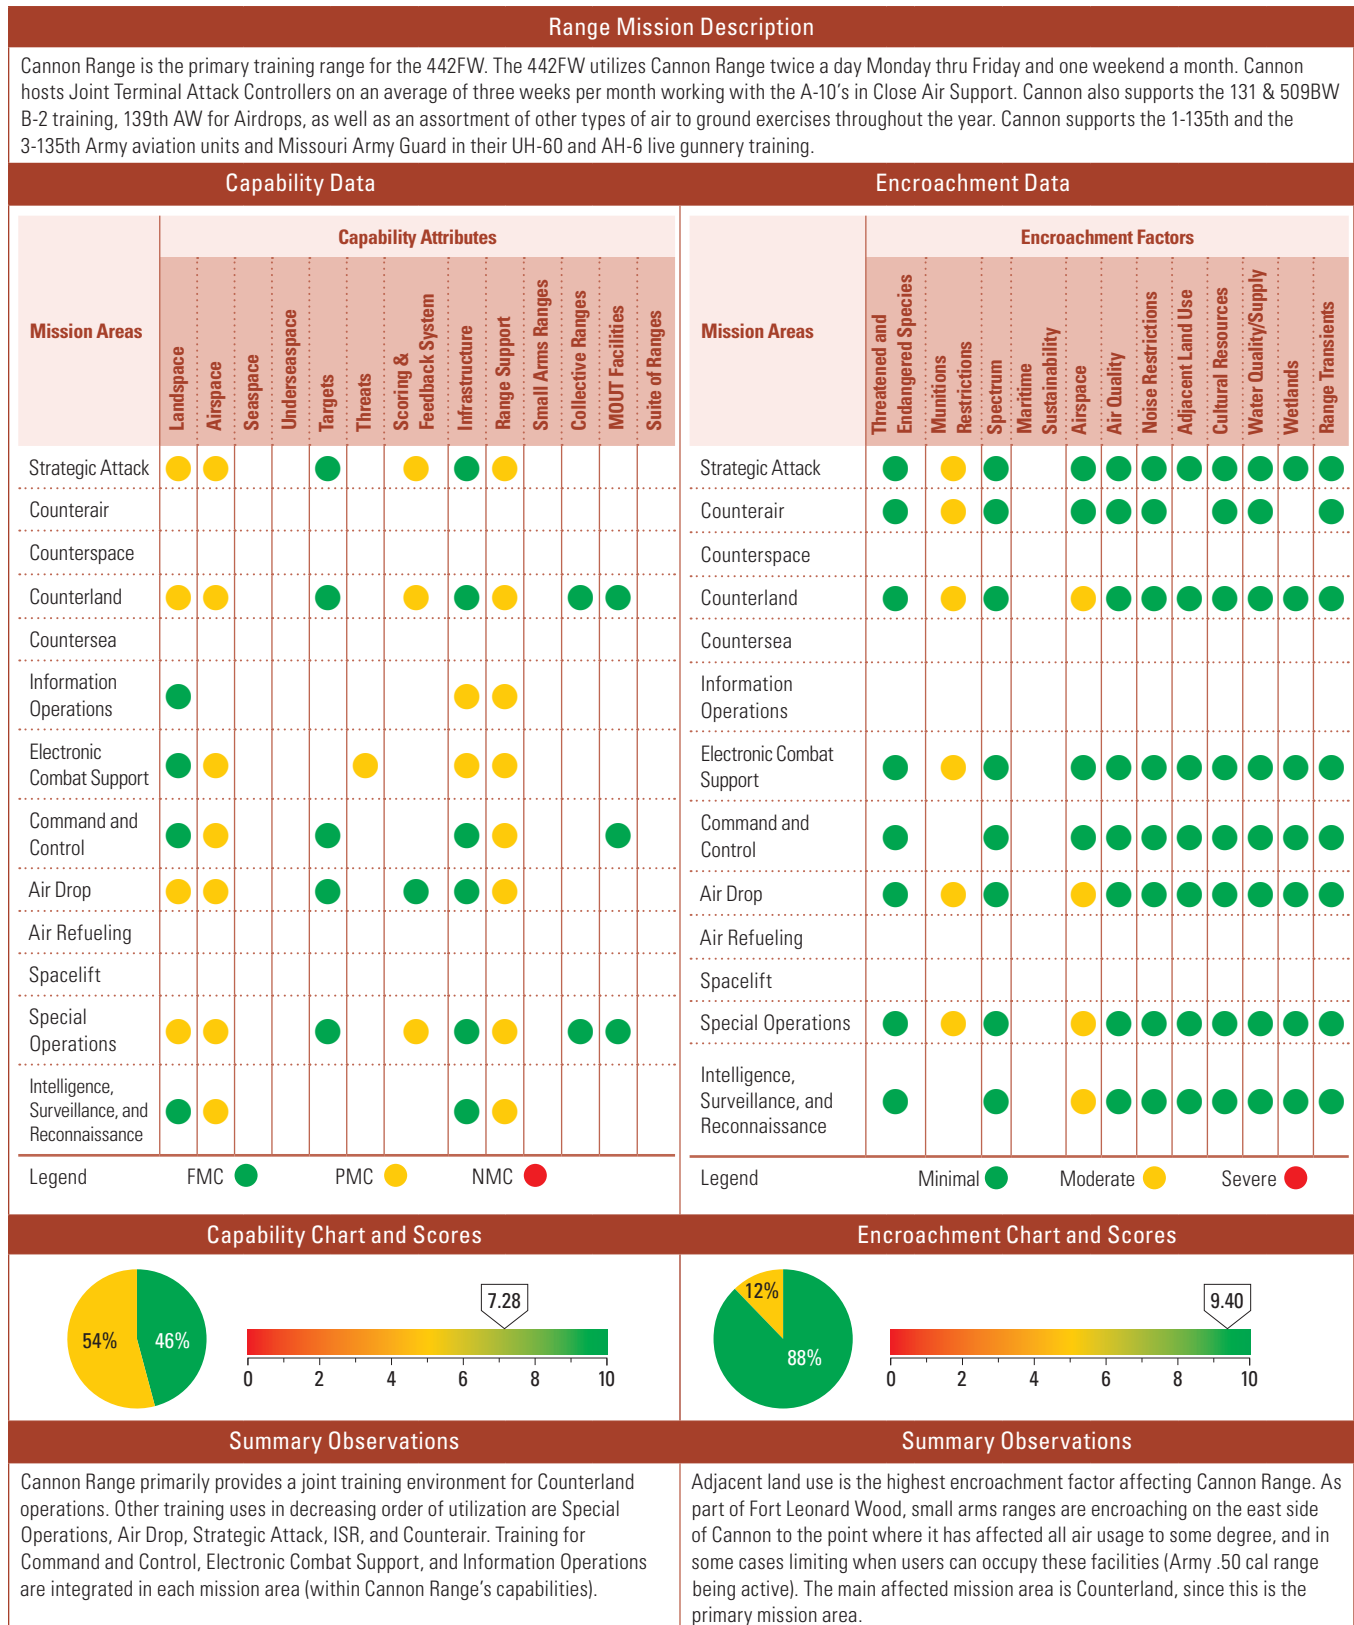 Range Mission Description
Cannon Range is the primary training range for the 442FW. The 442FW utilizes Cannon Range twice a day Monday thru Friday and one weekend a month. Cannon
hosts Joint Terminal Attack Controllers on an average of three weeks per month working with the A-10's in Close Air Support. Cannon also supports the 131 & 509BW
B-2 training, 139th AW for Airdrops, as well as an assortment of other types of air to ground exercises throughout the year. Cannon supports the 1-135th and the
3-135th Army aviation units and Missouri Army Guard in their UH-60 and AH-6 live gunnery training.
Capability Data
Mission Areas
Capability Attributes
Landspace
Airspace
Seaspace
Underseaspace
Targets
Threats
Scoring &
Feedback System
Infrastructure
Range Support
Small Arms Ranges
Collective Ranges
MOUT Facilities
Suite of Ranges
Strategic Attack
Counterair
Counterspace
Counterland
Countersea
Information
Operations
Electronic
Combat Support
Command and
Control
Air Drop
Air Refueling
Spacelift
Special
Operations
Intelligence,
Surveillance, and
Reconnaissance
Legend FMC PMC NMC
Encroachment Data
Mission Areas
Encroachment Factors
Threatened and
Endangered Species
Munitions
Restrictions
Spectrum
Maritime
Sustainability
Airspace
Air Quality
Noise Restrictions
Adjacent Land Use
Cultural Resources
Water Quality/Supply
Wetlands
Range Transients
Strategic Attack
Counterair
Counterspace
Counterland
Countersea
Information
Operations
Electronic Combat
Support
Command and
Control
Air Drop
Air Refueling
Spacelift
Special Operations
Intelligence,
Surveillance, and
Reconnaissance
Legend Minimal Moderate Severe
Capability Chart and Scores
54% 46%
7.28
0 2 4 6 8 10
Encroachment Chart and Scores
12%
88%
9.40
0 2 4 6 8 10
Summary Observations
Cannon Range primarily provides a joint training environment for Counterland
operations. Other training uses in decreasing order of utilization are Special
Operations, Air Drop, Strategic Attack, ISR, and Counterair. Training for
Command and Control, Electronic Combat Support, and Information Operations
are integrated in each mission area (within Cannon Range's capabilities).
Summary Observations
Adjacent land use is the highest encroachment factor affecting Cannon Range. As
part of Fort Leonard Wood, small arms ranges are encroaching on the east side
of Cannon to the point where it has affected all air usage to some degree, and in
some cases limiting when users can occupy these facilities (Army .50 cal range
being active). The main affected mission area is Counterland, since this is the
primary mission area.